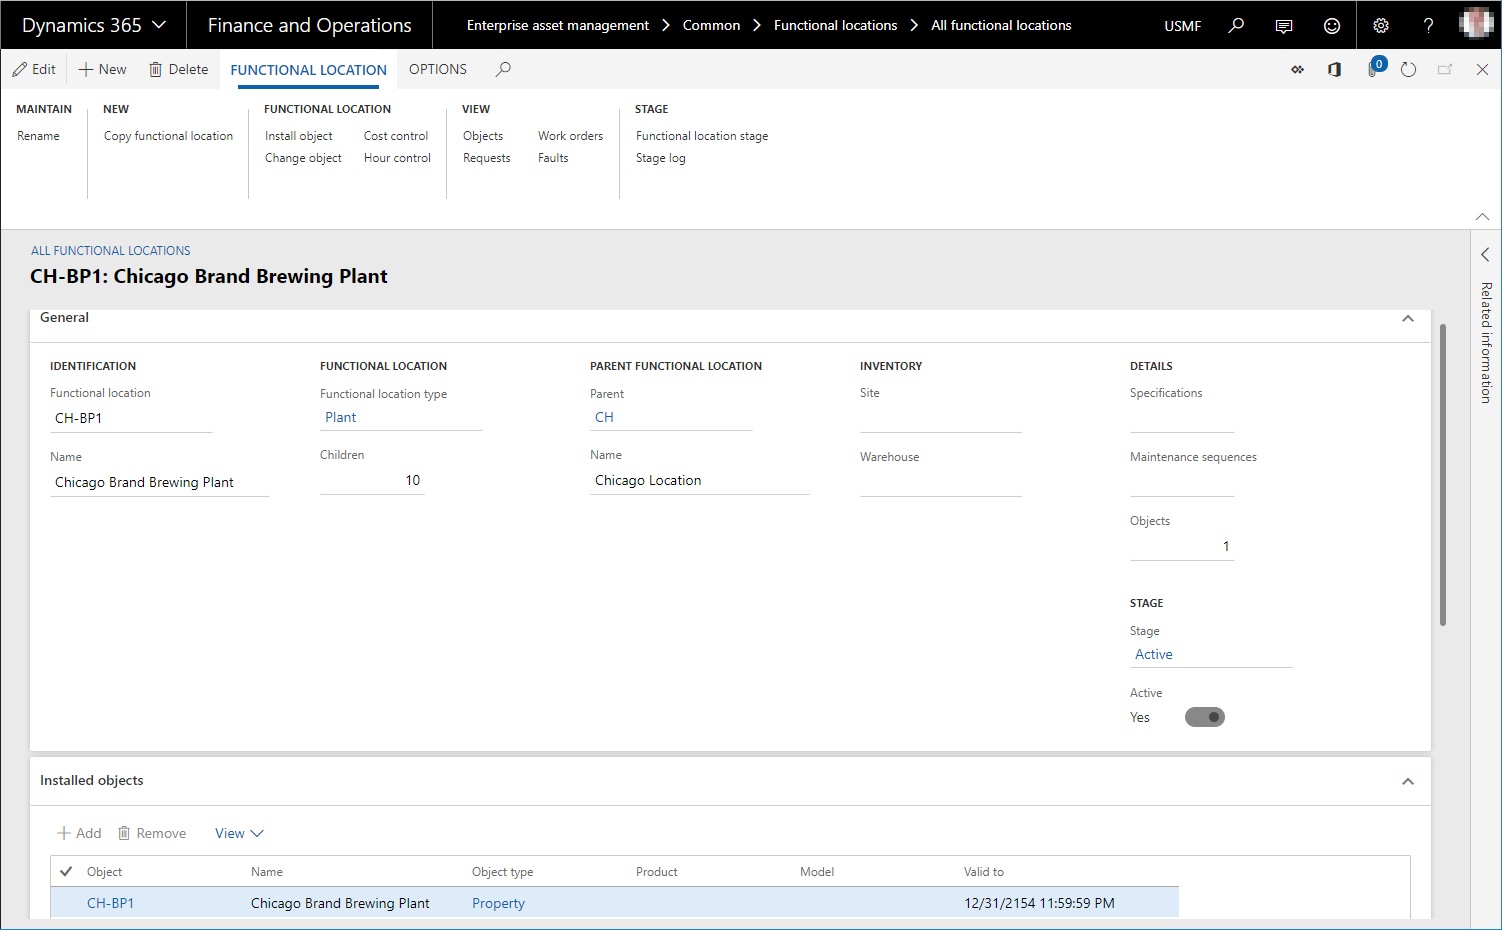 Dynamics 365 Finance and Operations Enterprise asset management Common Functional locations All functional locations USMF ?
Edit New Delete FUNCTIONAL LOCATION OPTIONS 0
MAINTAIN NEW FUNCTIONAL LOCATION VIEW STAGE
Rename Copy functional location Install object Cost control Objects Work orders Functional location stage
Change object Hour control Requests Faults Stage log
ALL FUNCTIONAL LOCATIONS
CH-BP1: Chicago Brand Brewing Plant
Related information
General
IDENTIFICATION FUNCTIONAL LOCATION PARENT FUNCTIONAL LOCATION INVENTORY DETAILS
Functional location Functional location type Parent Site Specifications
CH-BP1 Plant CH
Name Children Name Warehouse Maintenance sequences
Chicago Brand Brewing Plant 10 Chicago Location
Objects
1
STAGE
Stage
Active
Active
Yes
Installed objects
Add Remove View
Object Name Object type Product Model Valid to
CH-BP1 Chicago Brand Brewing Plant Property 12/31/2154 11:59:59 PM